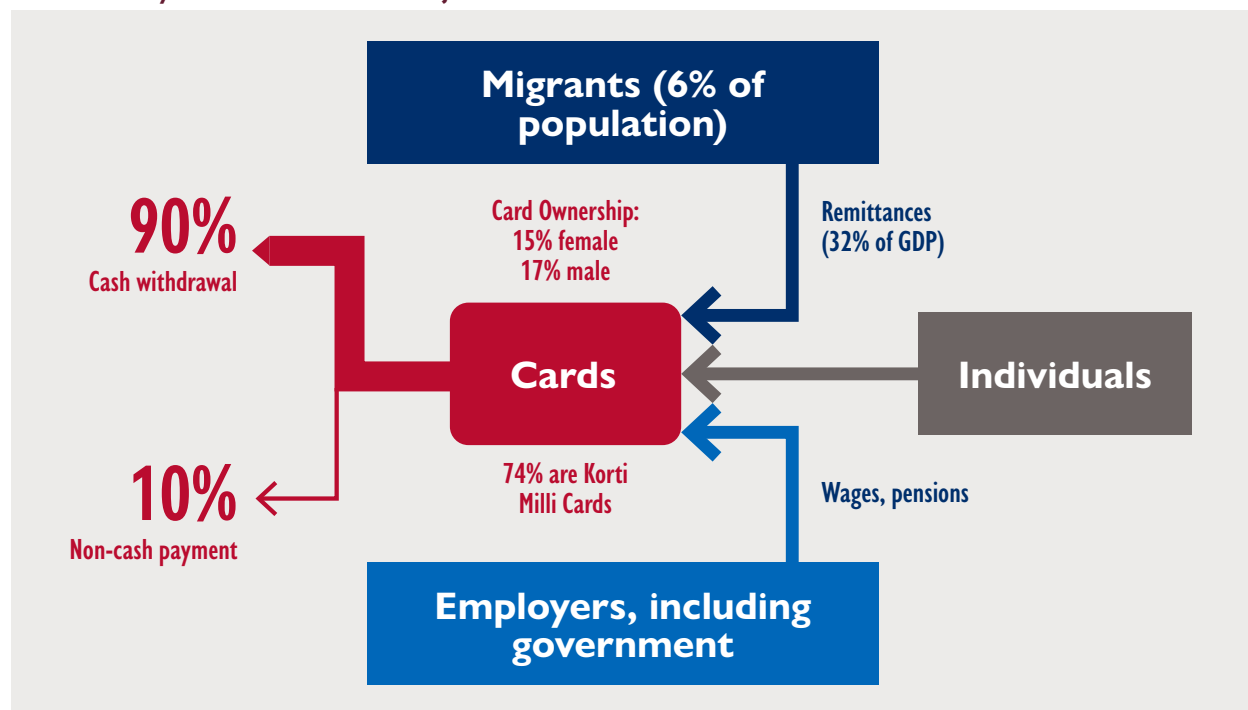 Migrants (6% of
population)
90%
Cash withdrawal
Card Ownership:
15% female
17% male
Remittances
(32% of GDP)
Cards
Individuals
10%
Non-cash payment
74% are Korti
Milli Cards
Wages, pensions
Employers, including
government